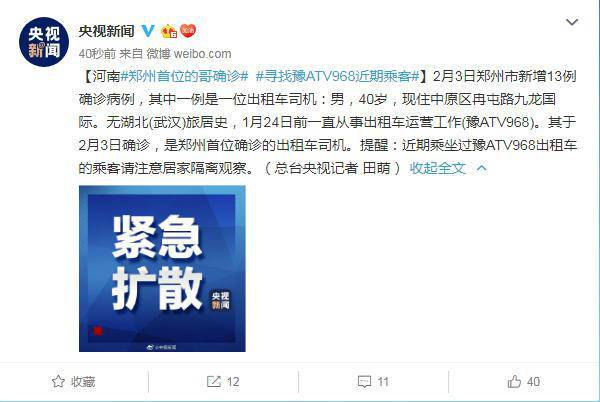 央视新闻
央视
新闻
40秒前 来自 微博 weibo.com
【河南#郑州首位的哥确诊# #寻找豫ATV968近期乘客#】2月3日郑州市新增13例
确诊病例，其中一例是一位出租车司机：男，40岁，现住中原区冉屯路九龙国
际。无湖北(武汉)旅居史，1月24日前一直从事出租车运营工作(豫ATV968)。其于
2月3日确诊，是郑州首位确诊的出租车司机。提醒：近期乘坐过豫ATV968出租车
的乘客请注意居家隔离观察。（总台央视记者 田萌） 收起全文
紧急
扩散
央视
新闻
@央视新闻
收藏
12
11
40